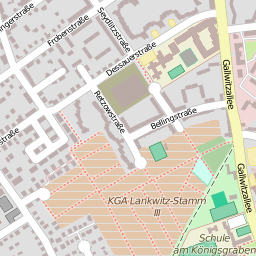 Seydlitzstraße
Frobenstraße
Dessauerstraße
Gallwitzallee
Retzowstraße
Bellingstraße
Gallwitzallee
KGA Lankwitz-Stamm
III
Schule
am Königsgraben